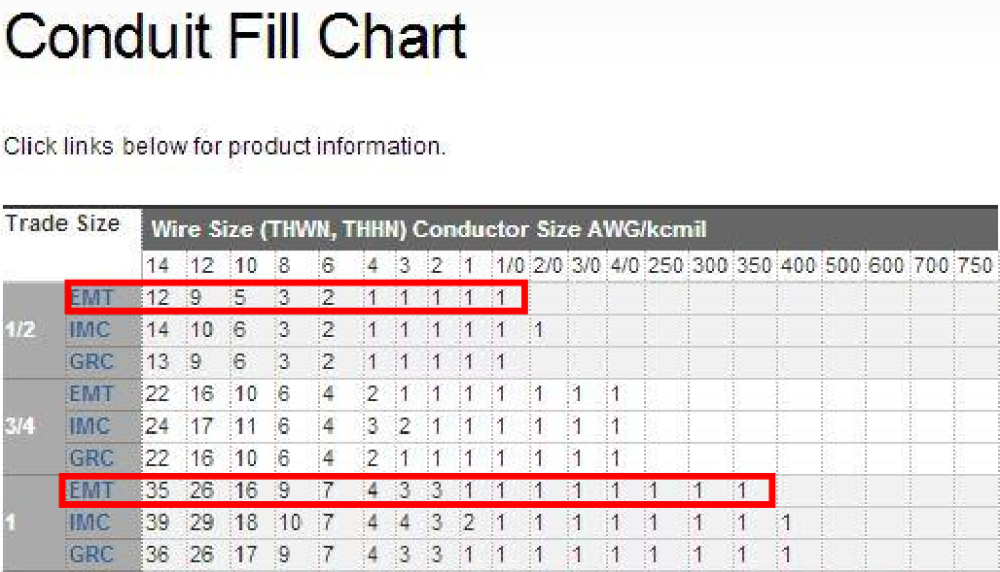 Conduit Fill Chart
Click links below for product information.
Trade Size Wire Size (THWN, THHN) Conductor Size AWG/kcmil
14 12 10 8 6 4 3 2 1 1/0 2/0 3/0 4/0 250 300 350 400 500 600 700 750
EMT 12 9 5 3 2 1 1 1 1 1
1/2 IMC 14 10 6 3 2 1 1 1 1 1 1
GRC 13 9 6 3 2 1 1 1 1 1
EMT 22 16 10 6 4 2 1 1 1 1 1 1 1
3/4 IMC 24 17 11 6 4 3 2 1 1 1 1 1 1
GRC 22 16 10 6 4 2 1 1 1 1 1 1 1
EMT 35 26 16 9 7 4 3 3 1 1 1 1 1 1 1 1
1 IMC 39 29 18 10 7 4 4 3 2 1 1 1 1 1 1 1 1
GRC 36 26 17 9 7 4 3 3 1 1 1 1 1 1 1 1 1